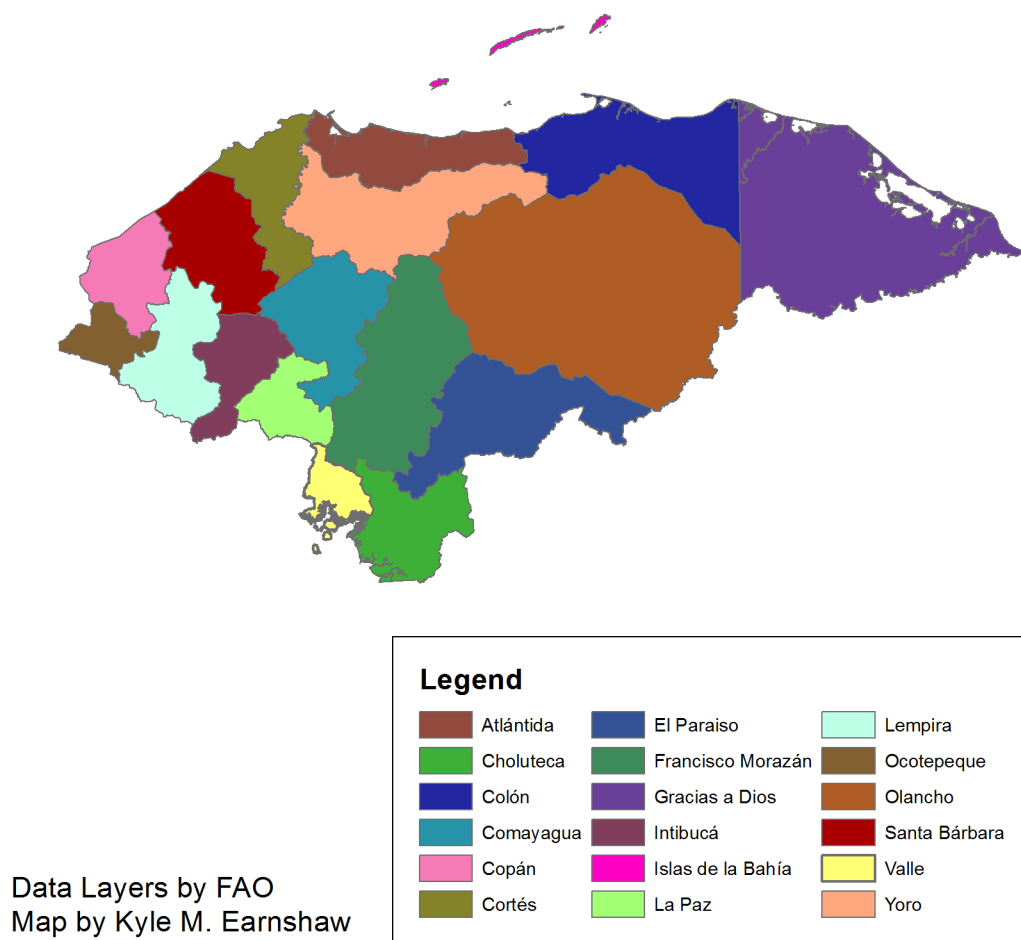 Legend
Atlántida
Choluteca
Colón
Comayagua
Copán
Cortés
El Paraiso
Francisco Morazán
Gracias a Dios
Intibucá
Islas de la Bahía
La Paz
Lempira
Ocotepeque
Olancho
Santa Bárbara
Valle
Yoro
Data Layers by FAO
Map by Kyle M. Earnshaw